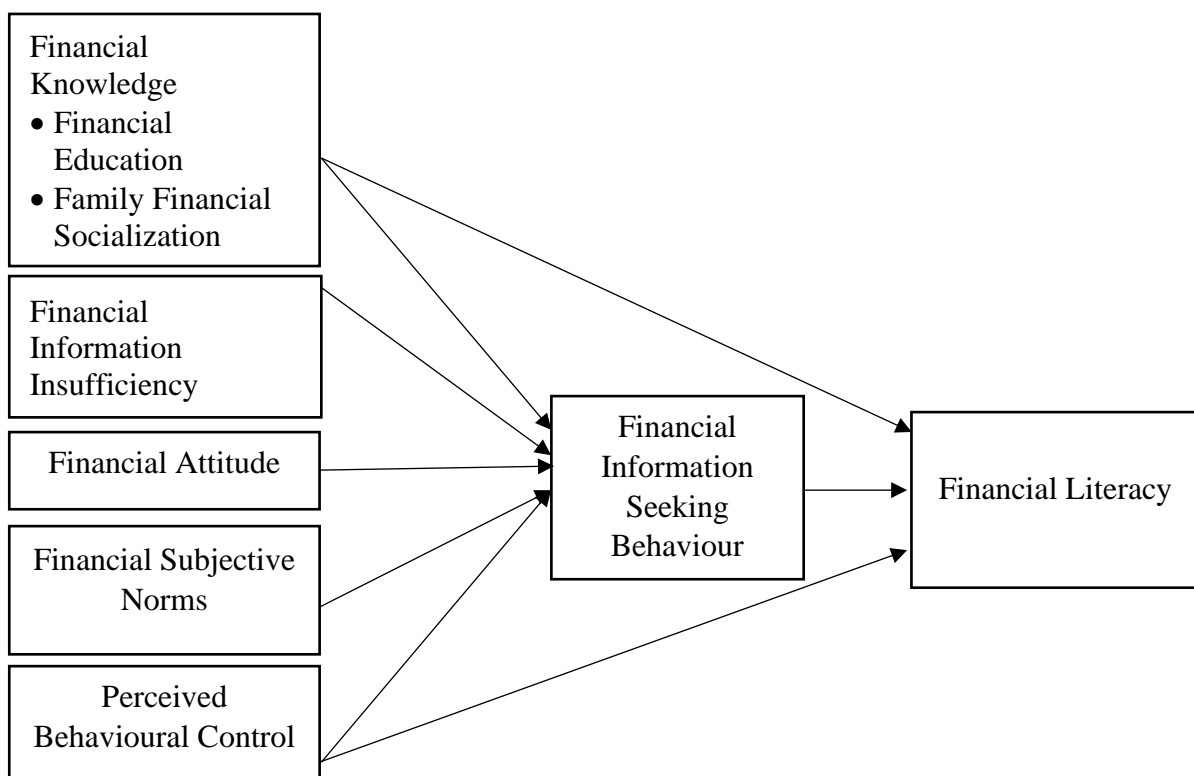 Financial
Knowledge
• Financial
Education
• Family Financial
Socialization
Financial
Information
Insufficiency
Financial Attitude
Financial Subjective
Norms
Perceived
Behavioural Control
Financial
Information
Seeking
Behaviour
Financial Literacy